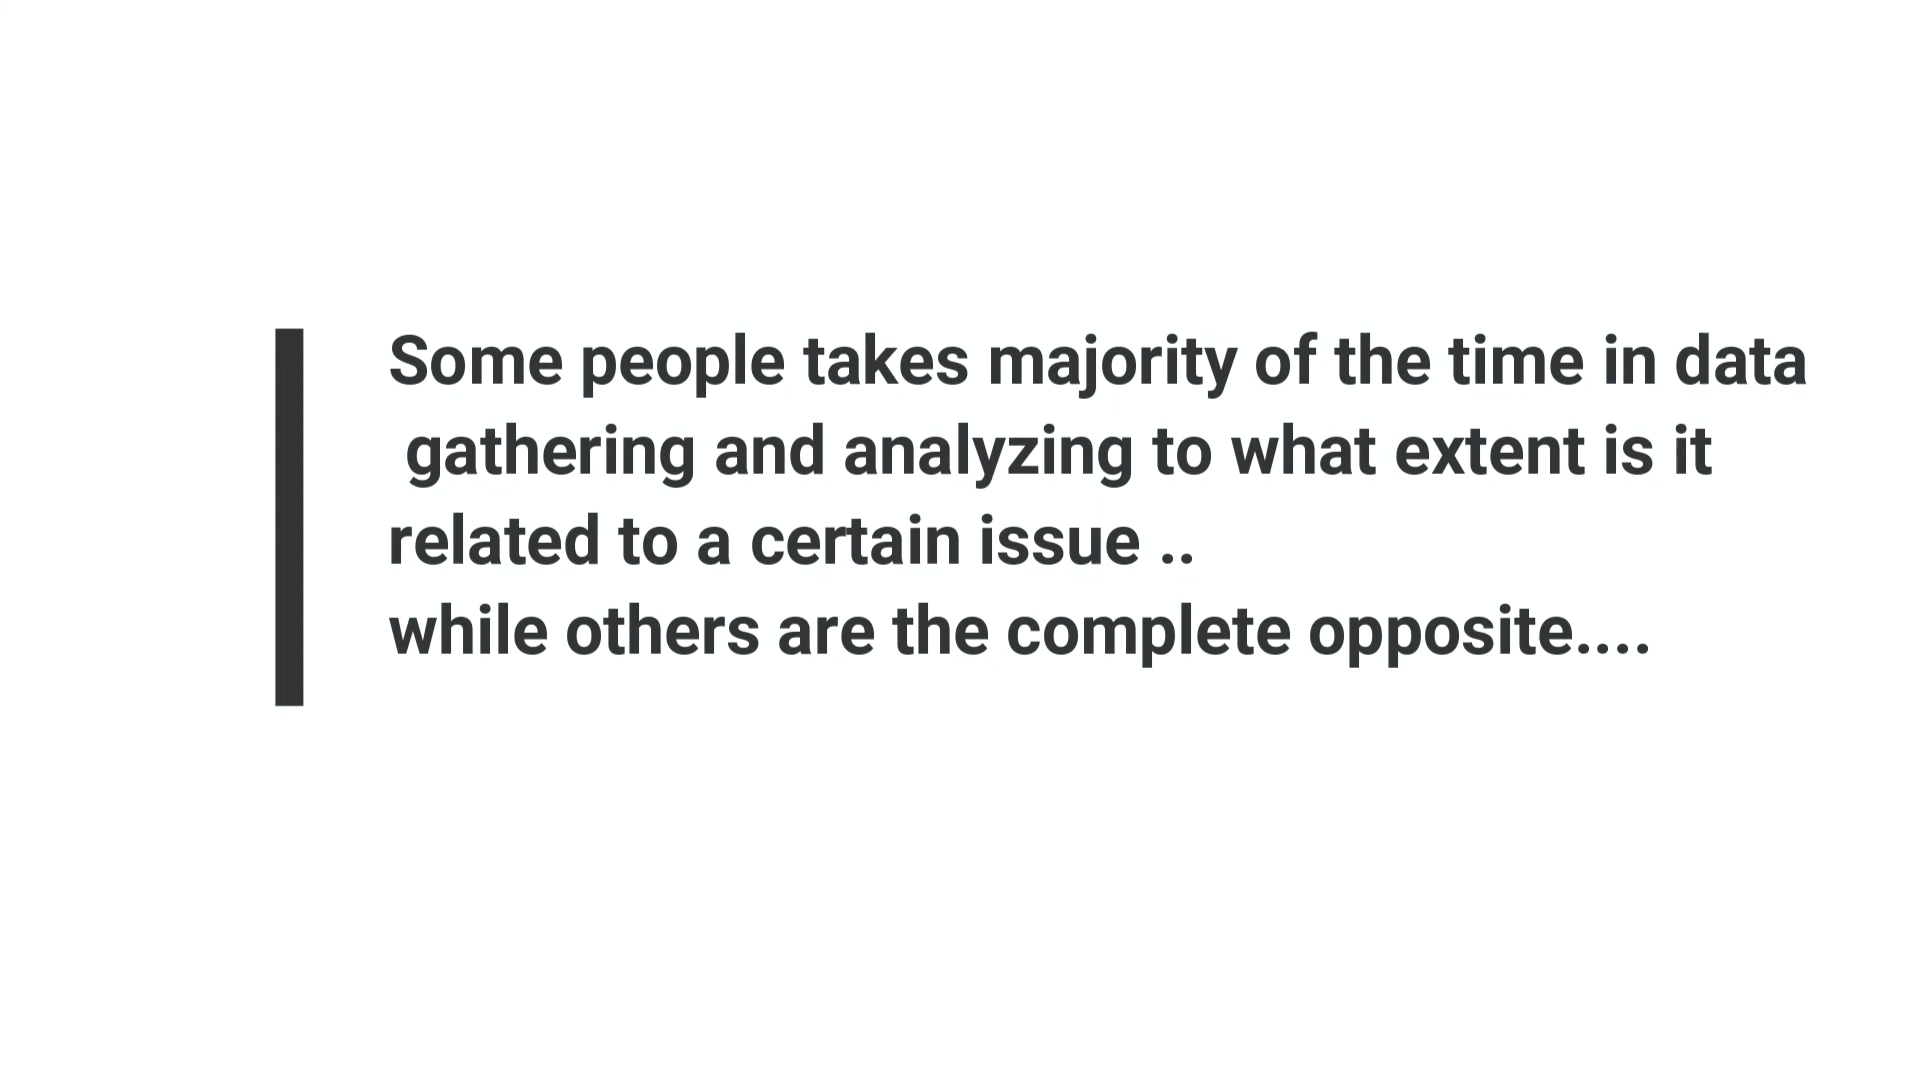 Some people takes majority of the time in data
gathering and analyzing to what extent is it
related to a certain issue ..
while others are the complete opposite....